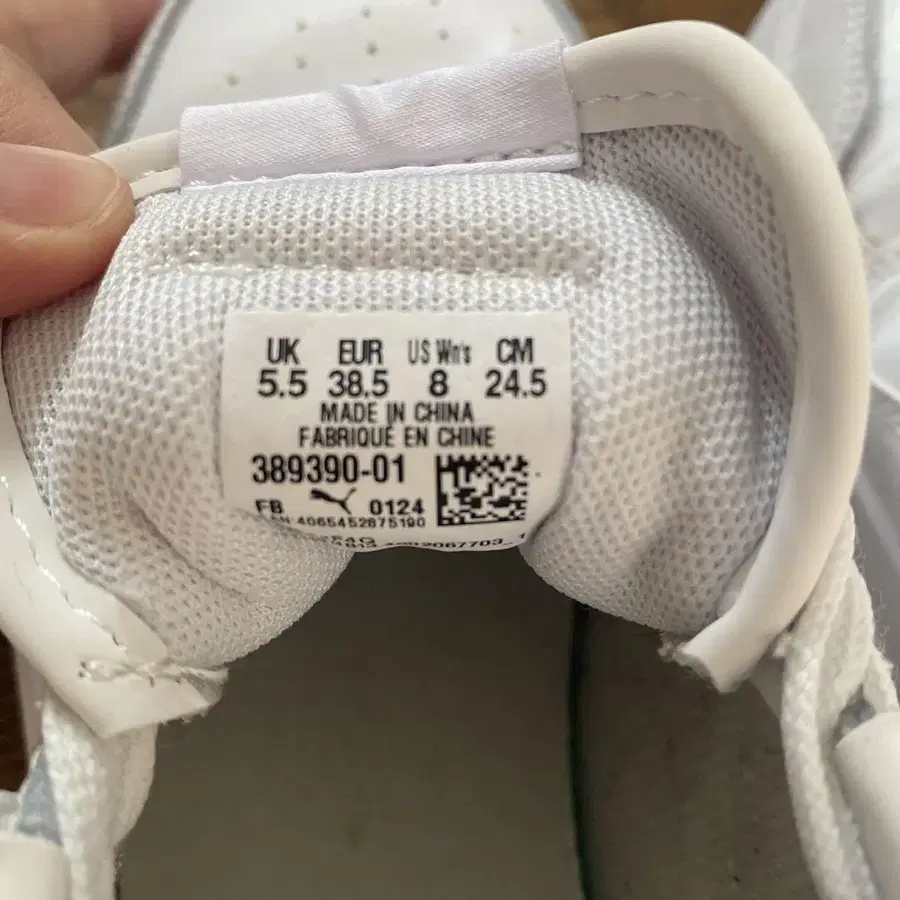 UK EUR US Wn's CM
5.5 38.5 8 24.5
MADE IN CHINA
FABRIQUÉ EN CHINE
389390-01
FB 0124
4065452875190